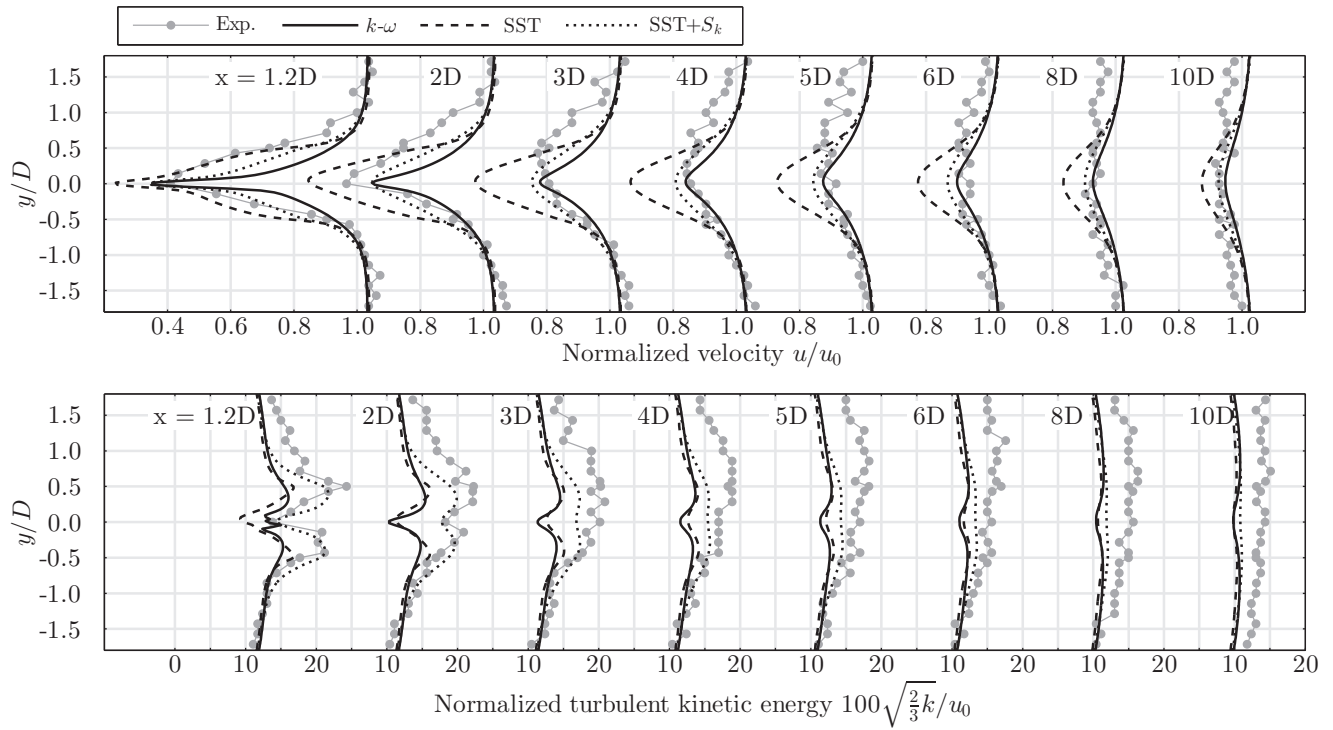 Exp. k-ω SST SST+Sₖ
x = 1.2D 2D 3D 4D 5D 6D 8D 10D
1.5
1.0
0.5
0.0
-0.5
-1.0
-1.5
y/D
0.4 0.6 0.8 1.0 0.8 1.0 0.8 1.0 0.8 1.0 0.8 1.0 0.8 1.0 0.8 1.0 0.8 1.0
Normalized velocity u/u₀
x = 1.2D 2D 3D 4D 5D 6D 8D 10D
1.5
1.0
0.5
0.0
-0.5
-1.0
-1.5
y/D
0 10 20 10 20 10 20 10 20 10 20 10 20 10 20 10 20
Normalized turbulent kinetic energy 100√(2/3 k)/u₀